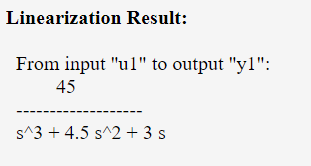 Linearization Result:
From input "u1" to output "y1":
45
-------------------
s^3 + 4.5 s^2 + 3 s